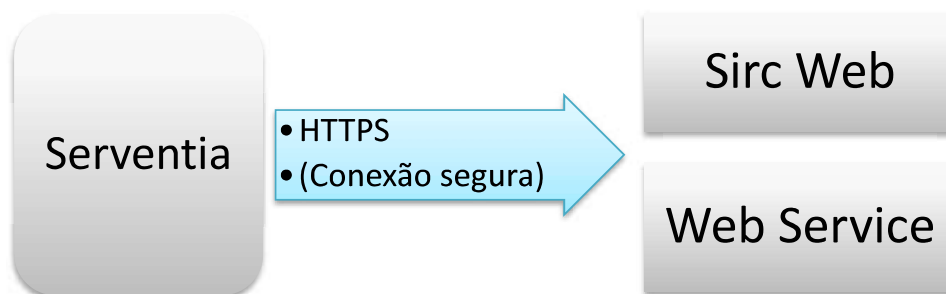 Serventia
• HTTPS
• (Conexão segura)
Sirc Web
Web Service